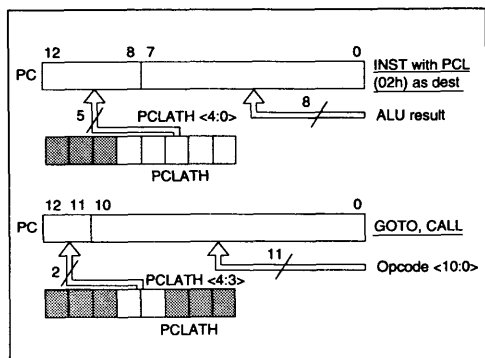 12 8 7 0
PC
INST with PCL
(02h) as dest
5
PCLATH <4:0>
8
ALU result
PCLATH
12 11 10 0
PC
GOTO, CALL
2
PCLATH <4:3>
11
Opcode <10:0>
PCLATH